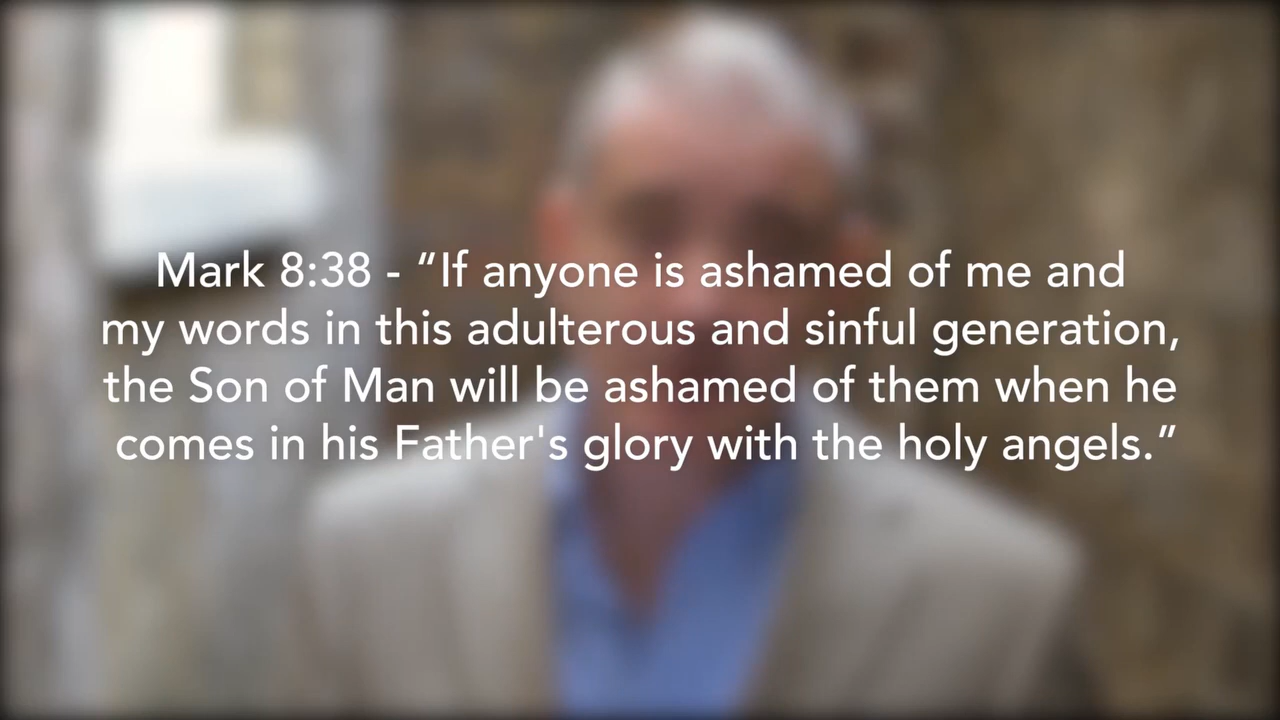 Mark 8:38 - “If anyone is ashamed of me and
my words in this adulterous and sinful generation,
the Son of Man will be ashamed of them when he
comes in his Father's glory with the holy angels.”